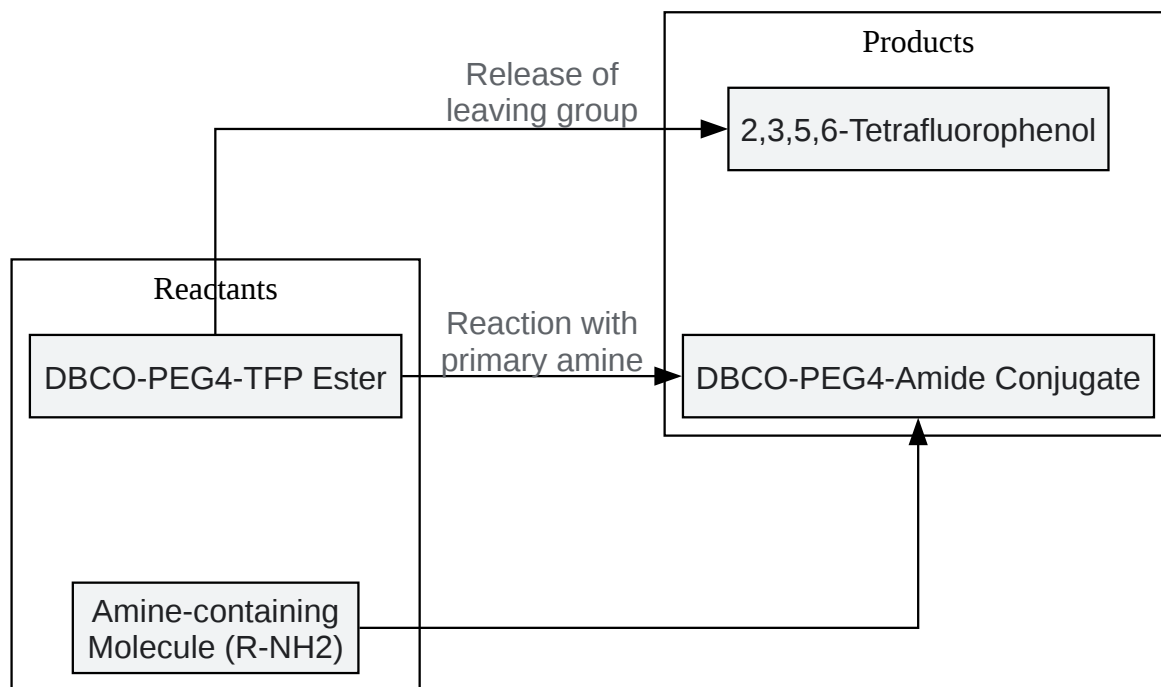 Products
Release of
leaving group
2,3,5,6-Tetrafluorophenol
Reactants
Reaction with
primary amine
DBCO-PEG4-TFP Ester
DBCO-PEG4-Amide Conjugate
Amine-containing
Molecule (R-NH2)